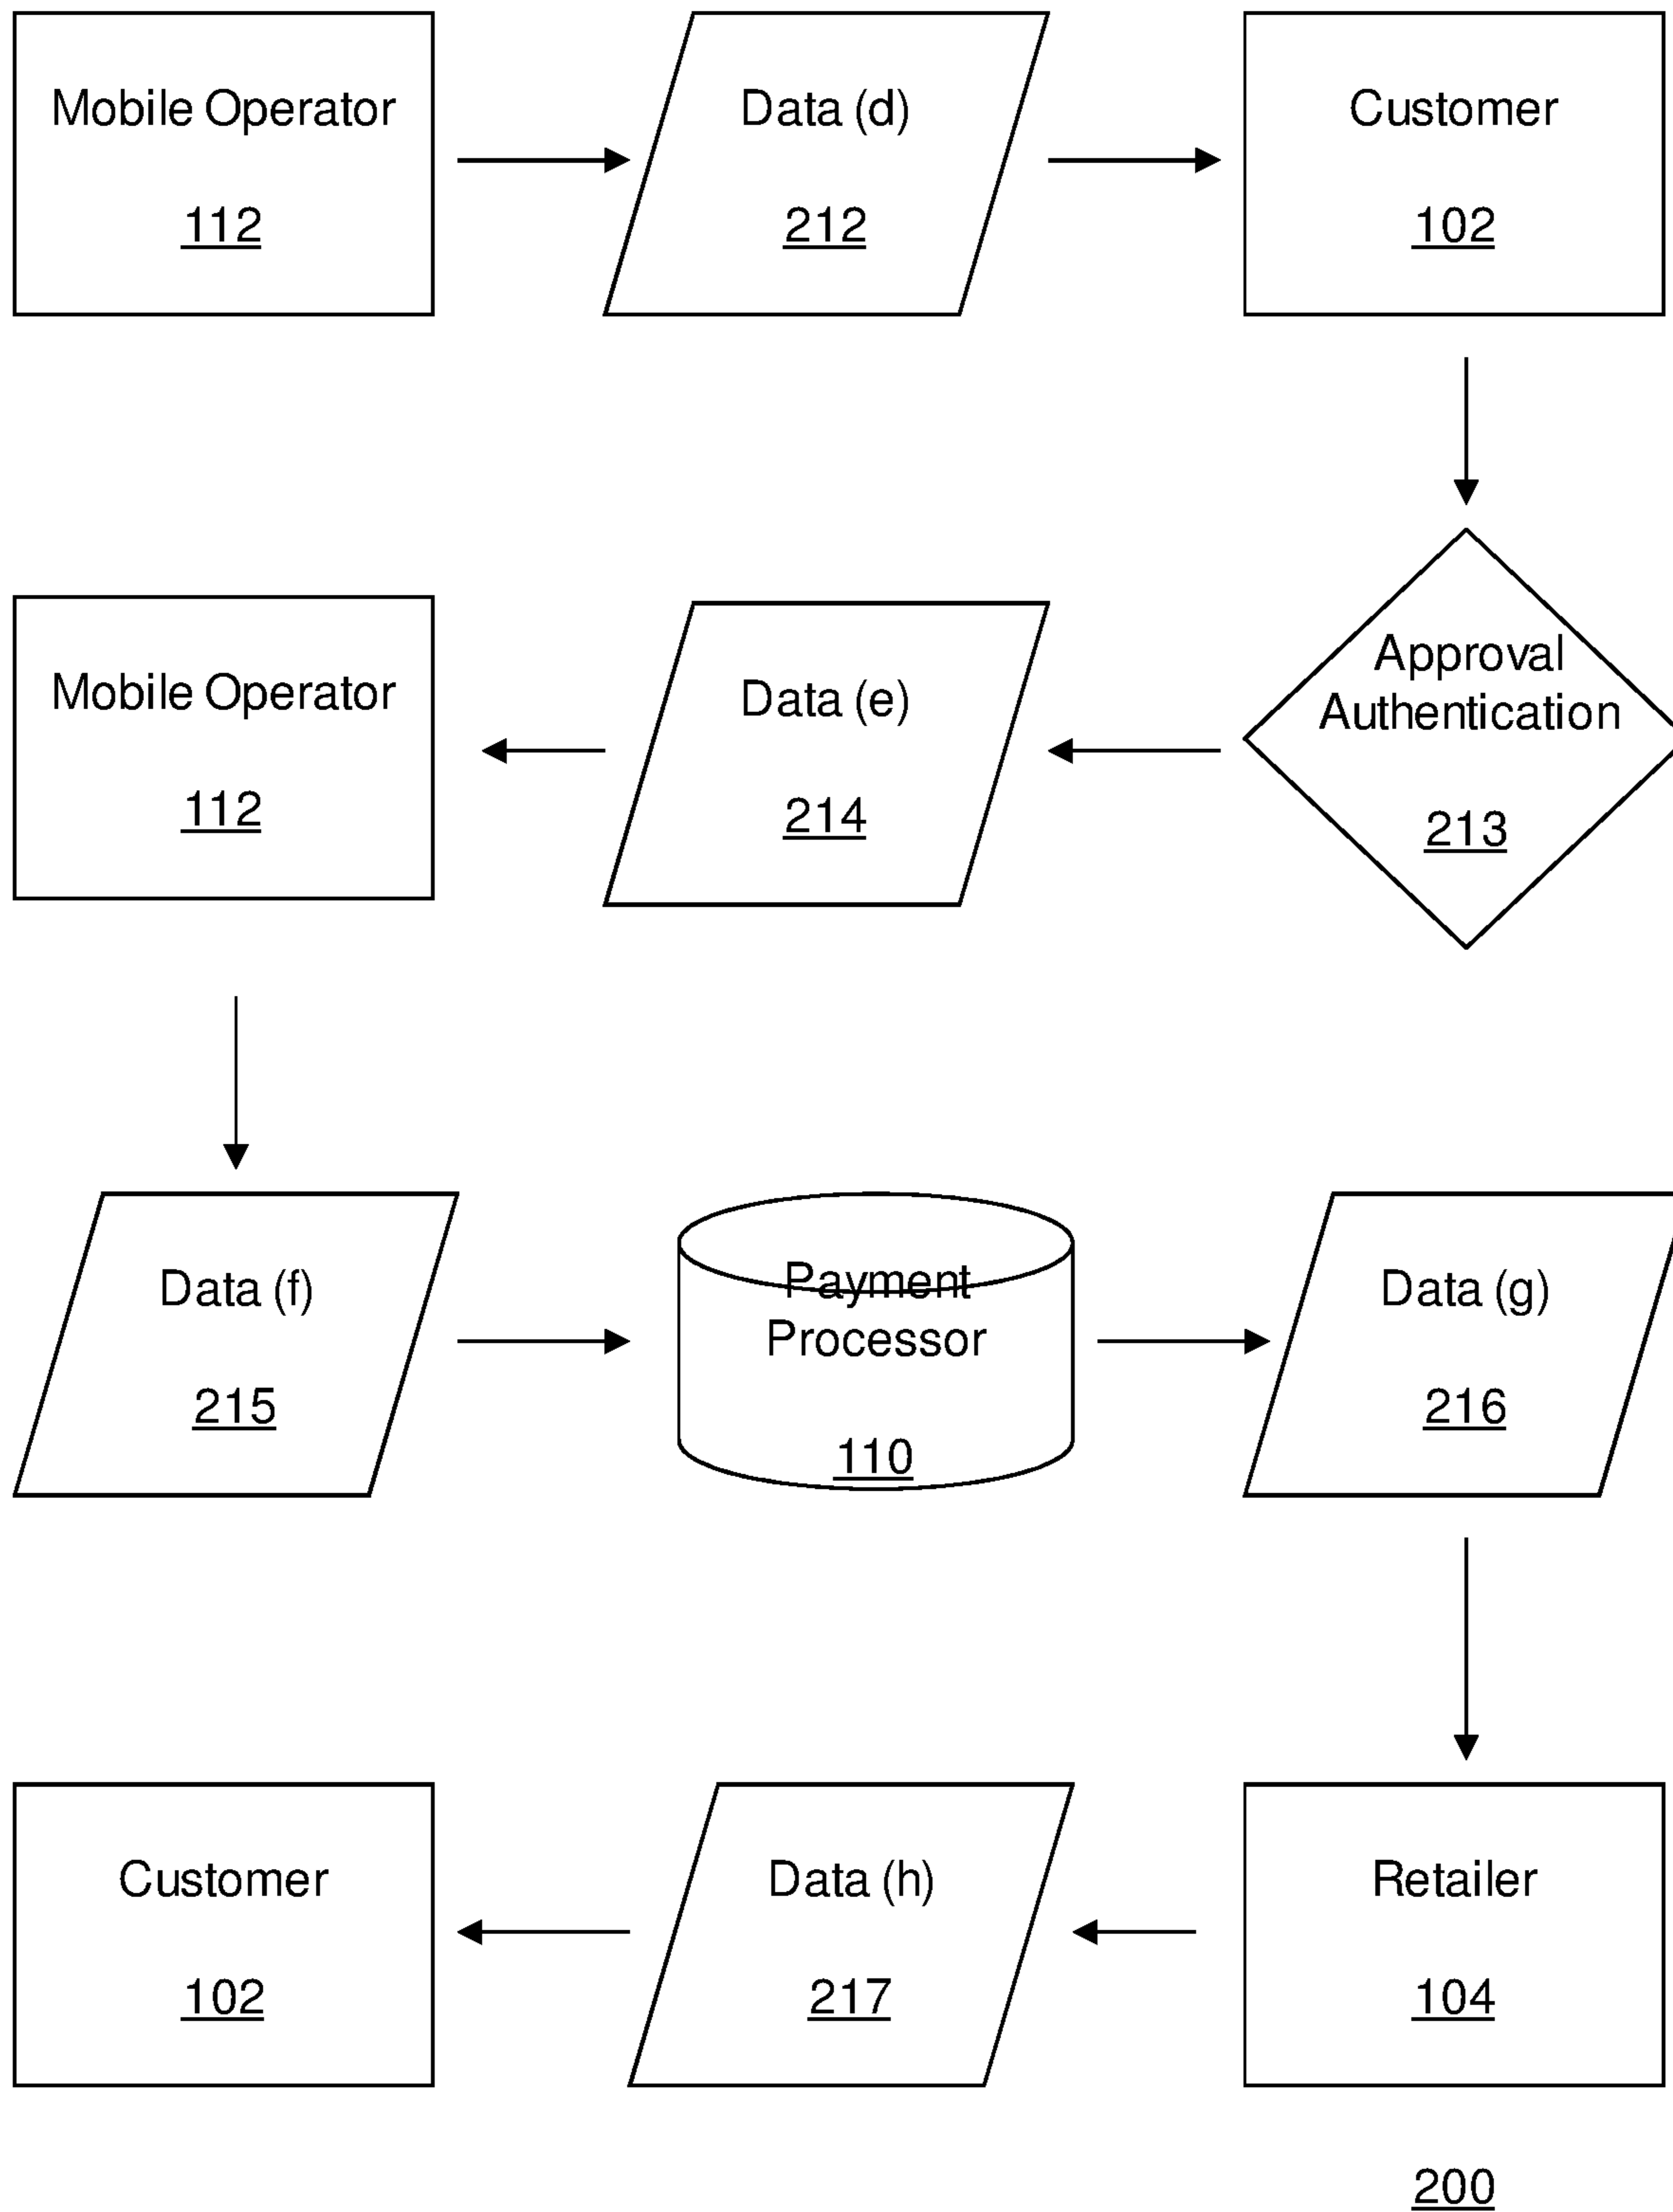 Mobile Operator
112
Data (d)
212
Customer
102
Mobile Operator
112
Data (e)
214
Approval
Authentication
213
Data (f)
215
Payment
Processor
110
Data (g)
216
Customer
102
Data (h)
217
Retailer
104
200